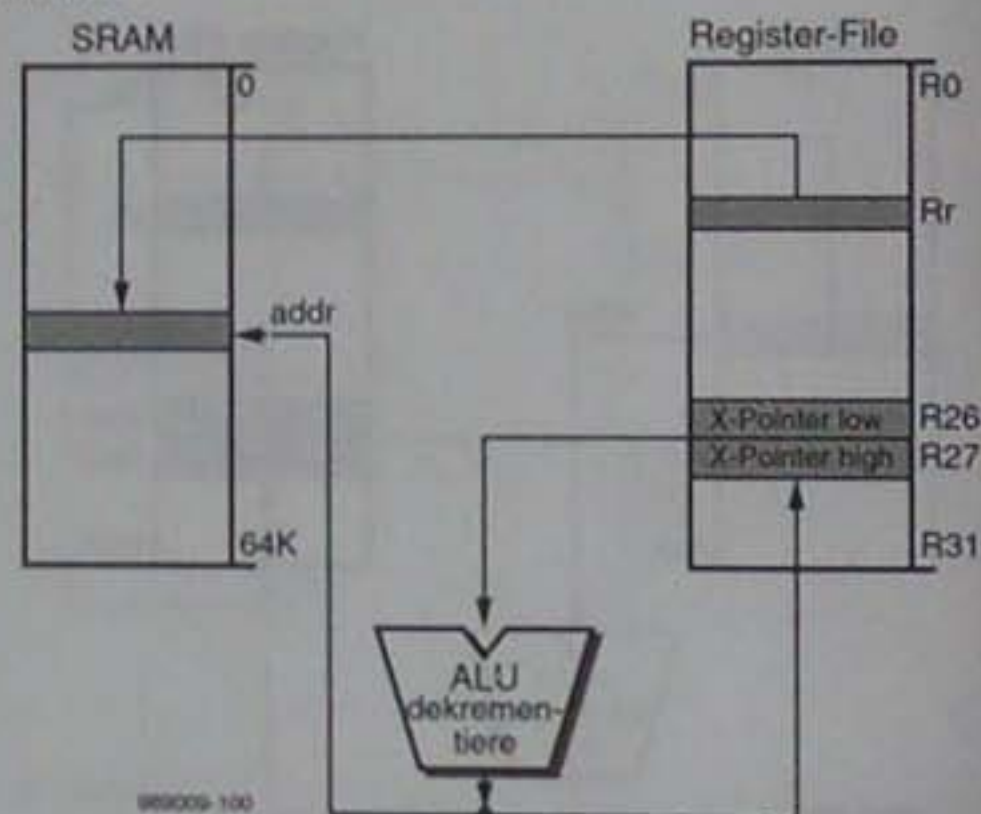 SRAM
Register-File
0
R0
Rr
addr
X-Pointer low
R26
X-Pointer high
R27
64K
R31
ALU
dekremen-
tiere